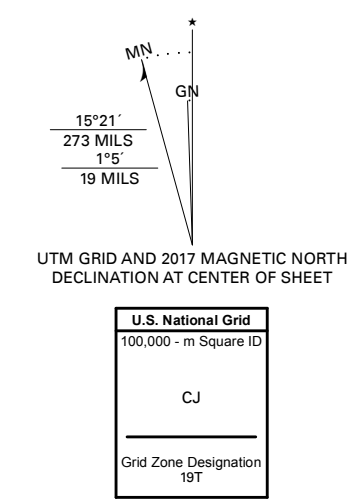 ★
MN
GN
15°21´
273 MILS
1°5´
19 MILS
UTM GRID AND 2017 MAGNETIC NORTH
DECLINATION AT CENTER OF SHEET
U.S. National Grid
100,000 - m Square ID
CJ
Grid Zone Designation
19T